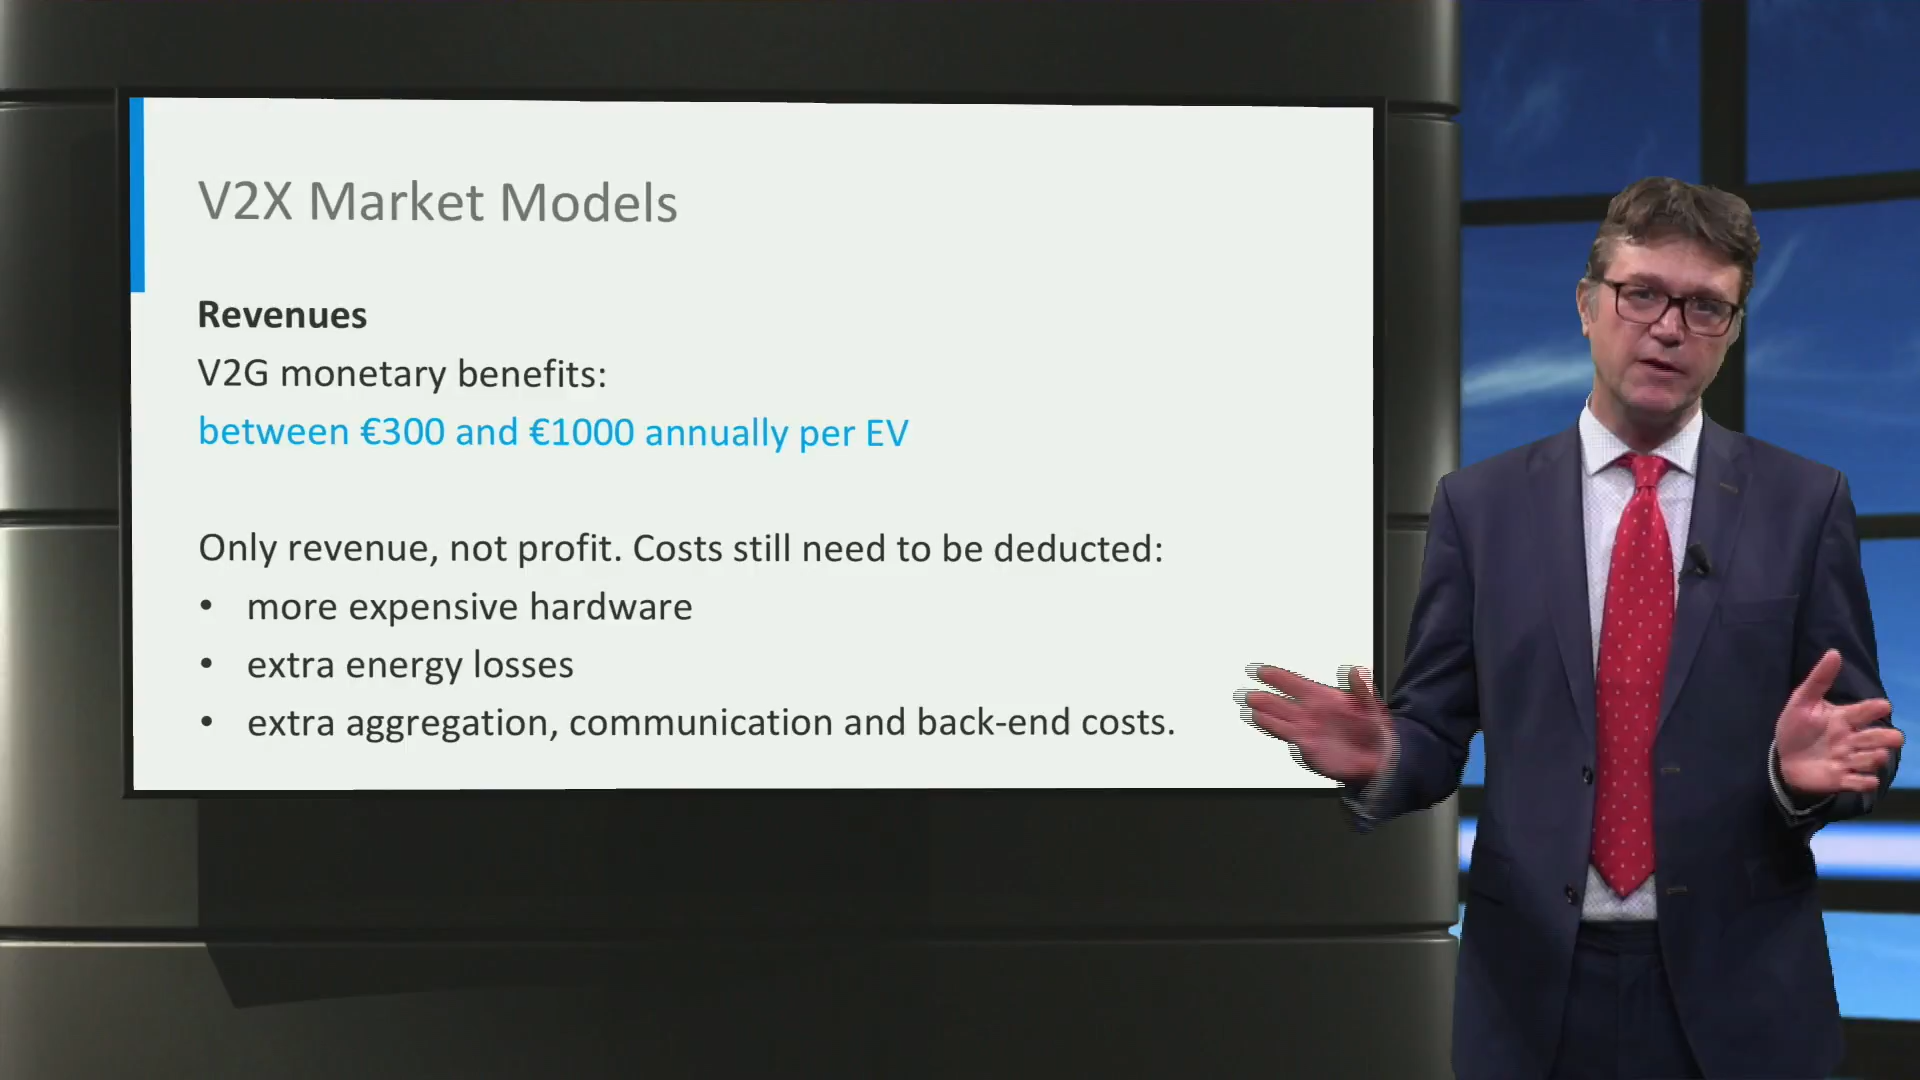 V2X Market Models
Revenues
V2G monetary benefits:
between €300 and €1000 annually per EV
Only revenue, not profit. Costs still need to be deducted:
• more expensive hardware
• extra energy losses
• extra aggregation, communication and back-end costs.